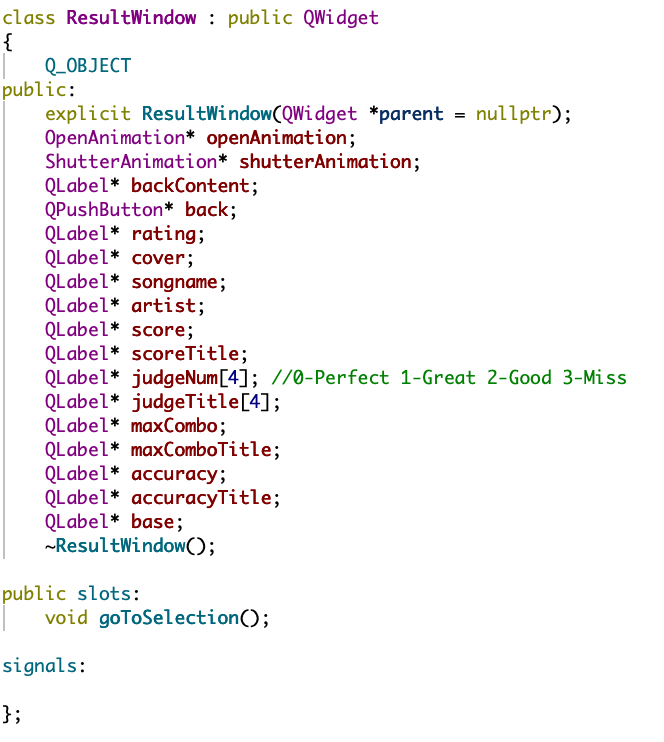 class ResultWindow : public QWidget
{
    Q_OBJECT
public:
    explicit ResultWindow(QWidget *parent = nullptr);
    OpenAnimation* openAnimation;
    ShutterAnimation* shutterAnimation;
    QLabel* backContent;
    QPushButton* back;
    QLabel* rating;
    QLabel* cover;
    QLabel* songname;
    QLabel* artist;
    QLabel* score;
    QLabel* scoreTitle;
    QLabel* judgeNum[4]; //0-Perfect 1-Great 2-Good 3-Miss
    QLabel* judgeTitle[4];
    QLabel* maxCombo;
    QLabel* maxComboTitle;
    QLabel* accuracy;
    QLabel* accuracyTitle;
    QLabel* base;
    ~ResultWindow();

public slots:
    void goToSelection();

signals:

};